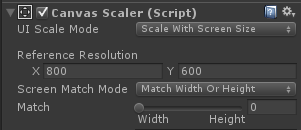 Canvas Scaler (Script)
UI Scale Mode Scale With Screen Size
Reference Resolution
X 800 Y 600
Screen Match Mode Match Width Or Height
Match 0
Width Height